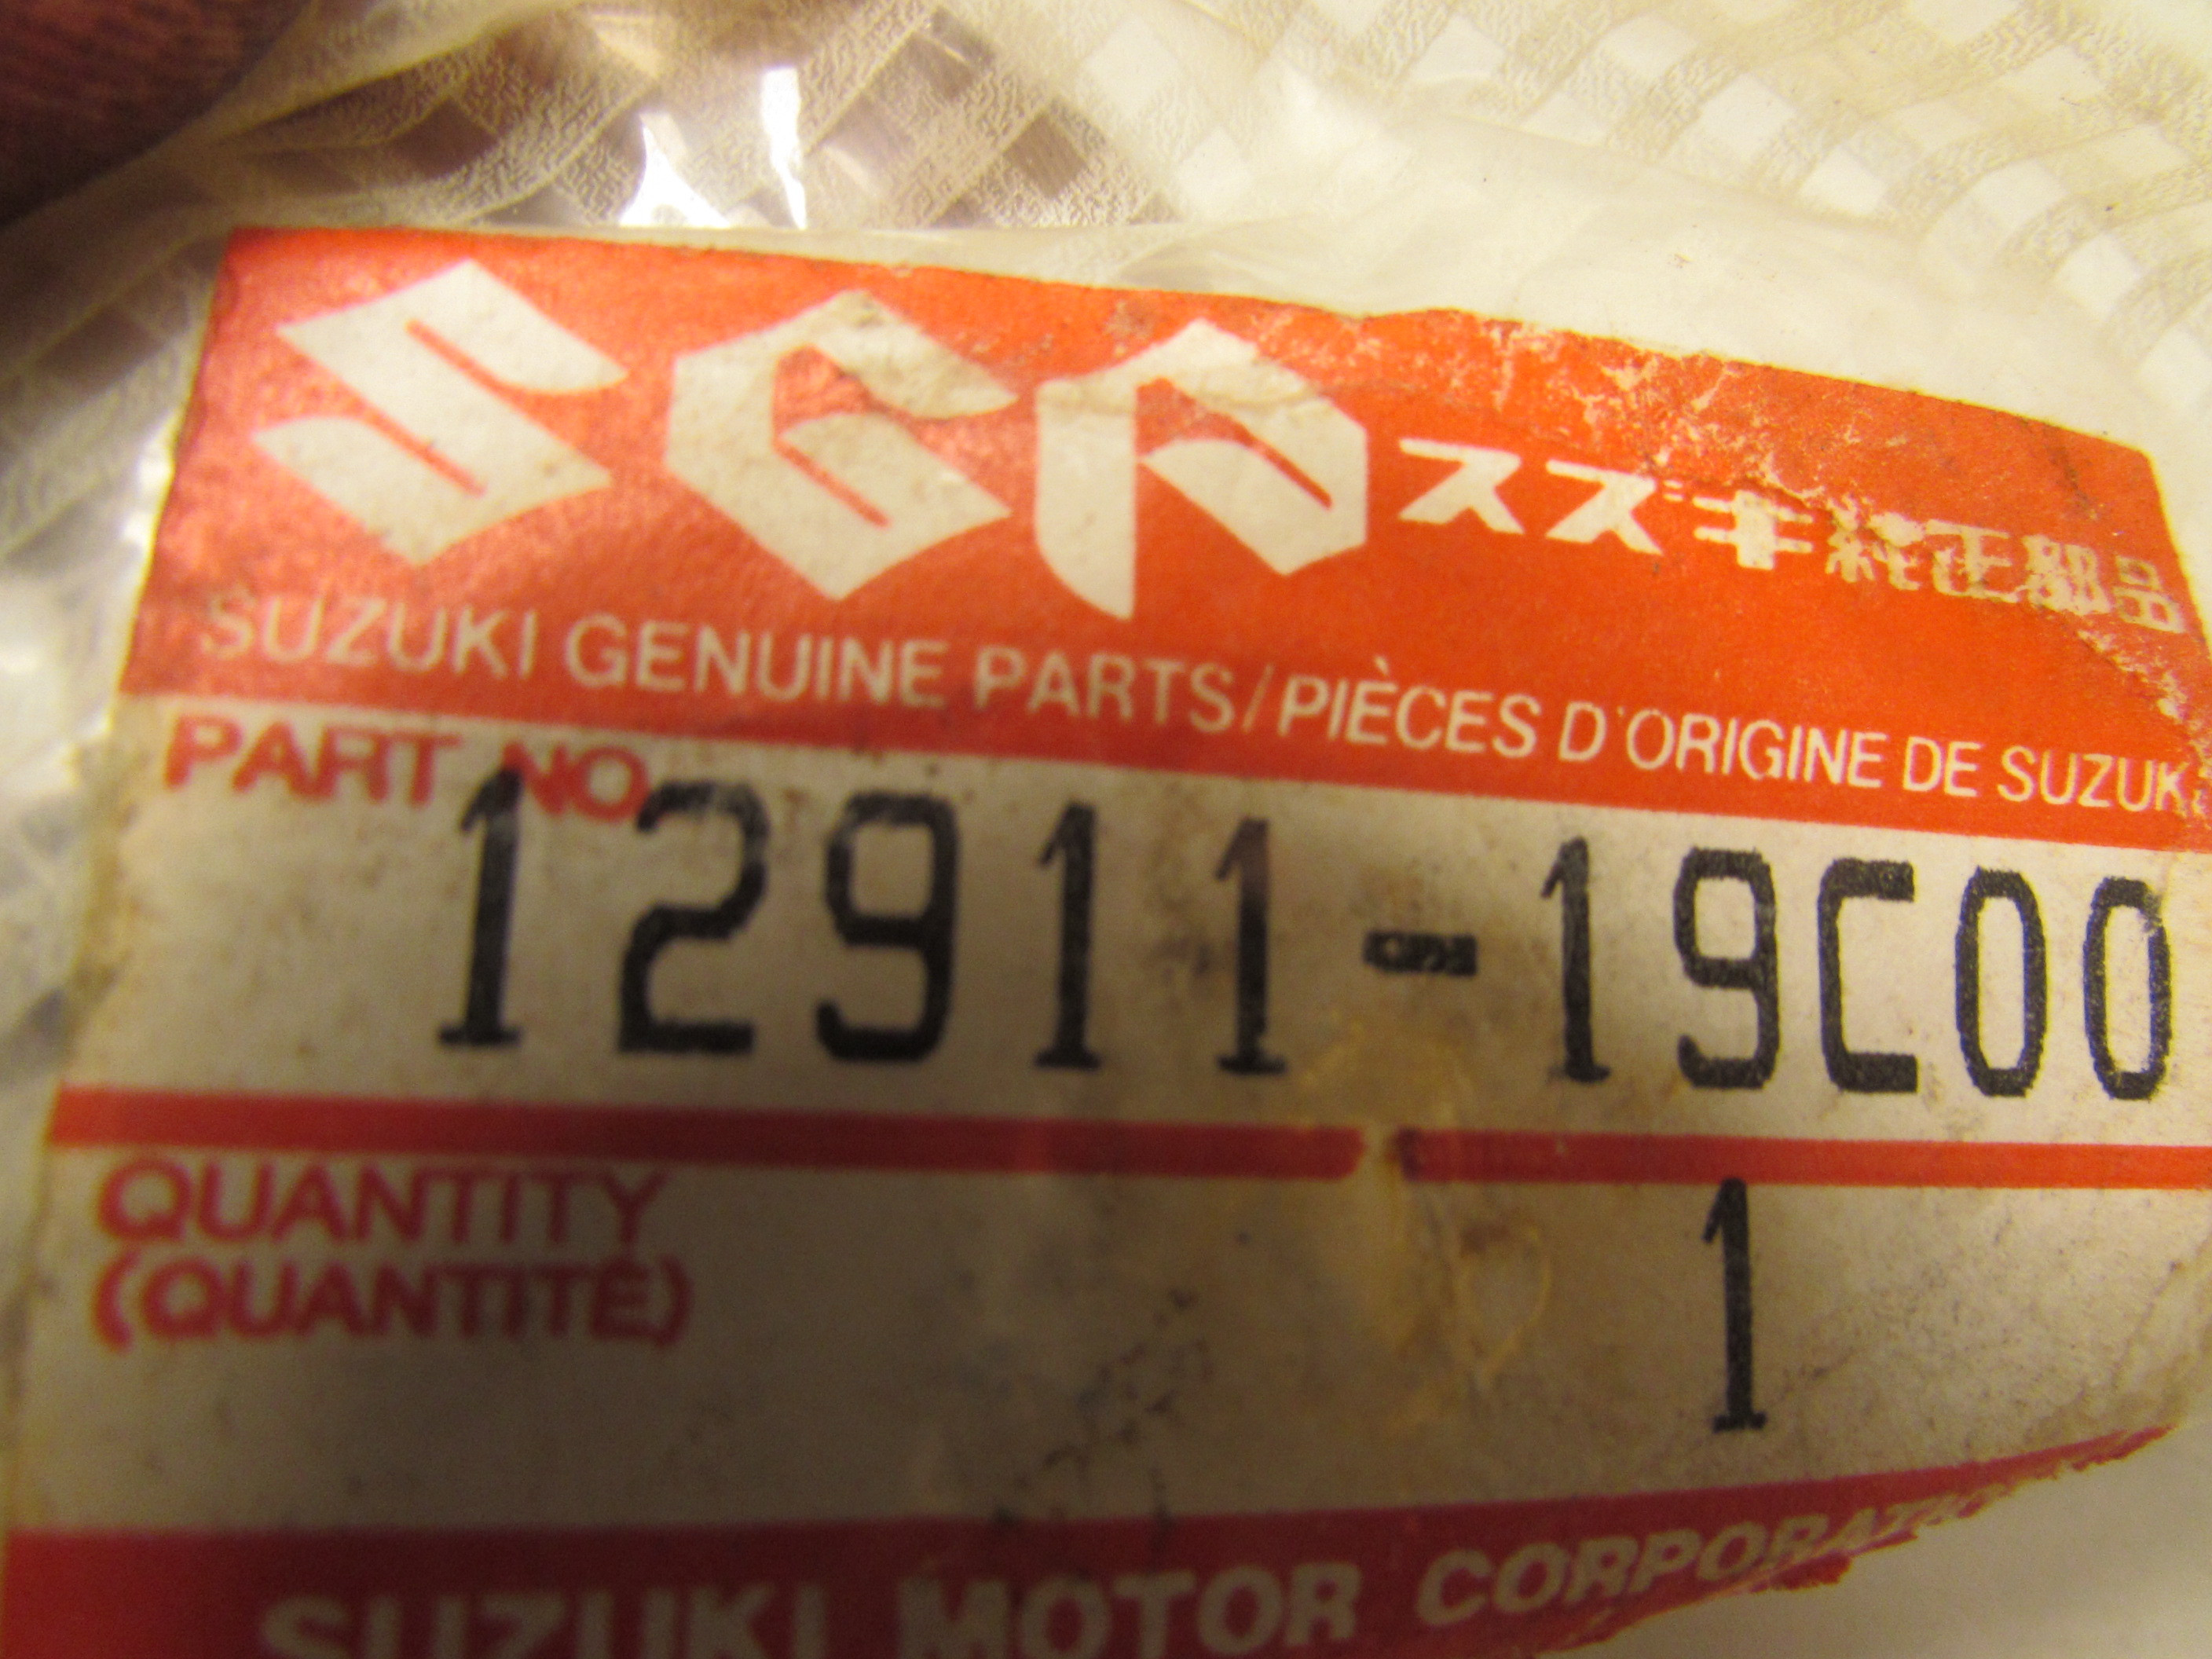 SGP スズキ純正部品
SUZUKI GENUINE PARTS/PIÈCES D'ORIGINE DE SUZUK
PART NO.
12911-19C00
QUANTITY
(QUANTITÉ)
1
SUZUKI MOTOR CORPORATION